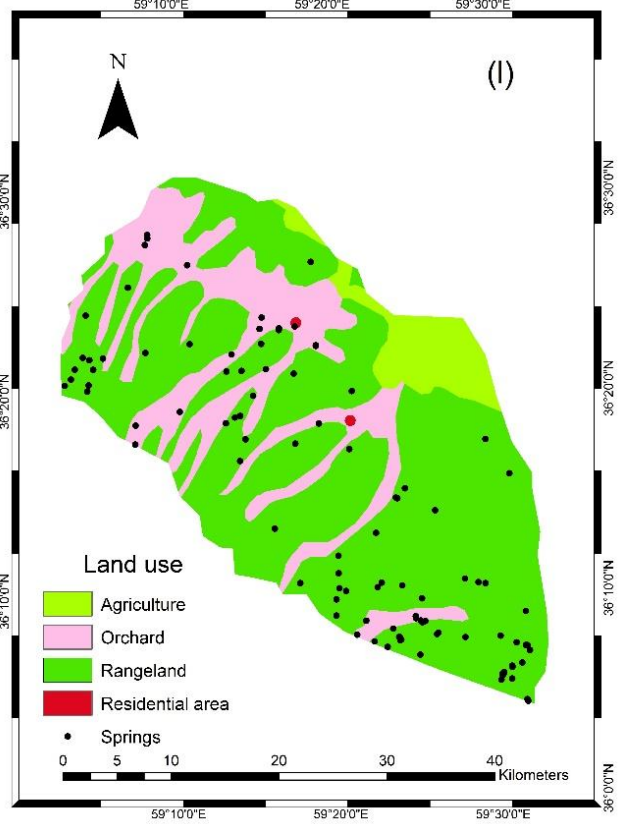 59°10'0"E 59°20'0"E 59°30'0"E
N
(l)
36°30'0"N 36°30'0"N
36°20'0"N 36°20'0"N
36°10'0"N 36°10'0"N
36°0'0"N
Land use
Agriculture
Orchard
Rangeland
Residential area
Springs
0 5 10 20 30 40
Kilometers
59°10'0"E 59°20'0"E 59°30'0"E